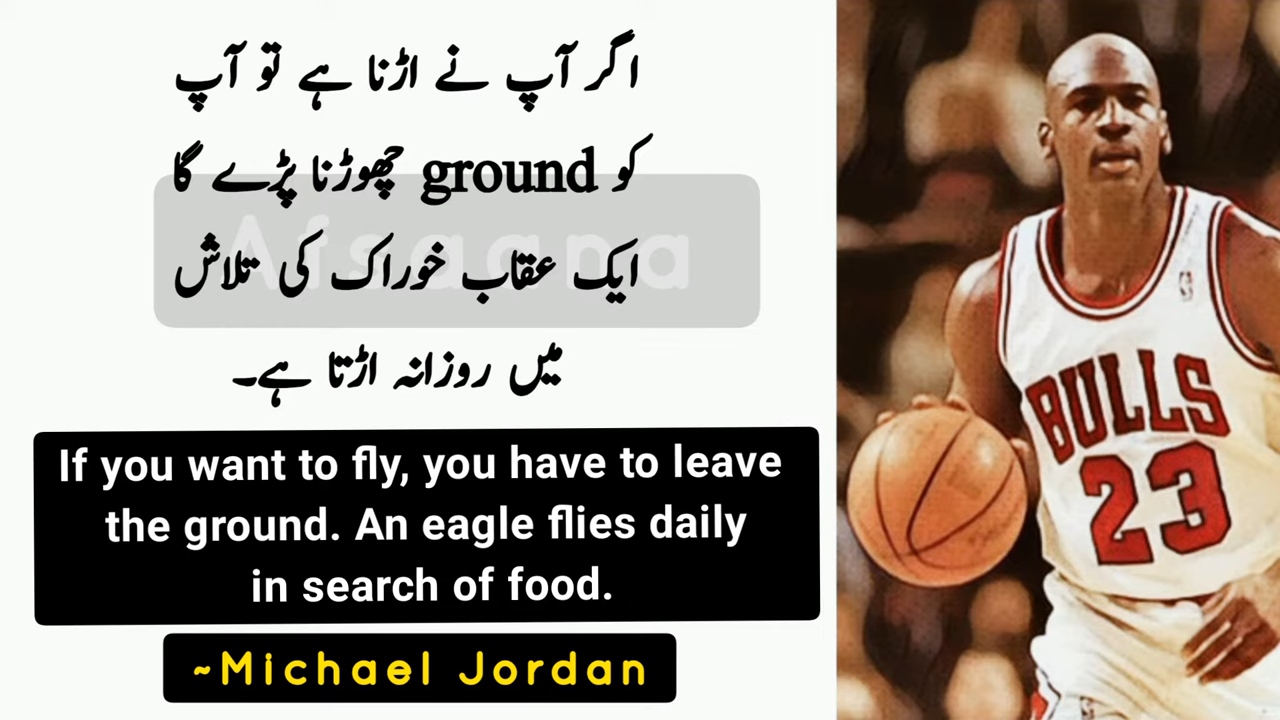 اگر آپ نے اڑنا ہے تو آپ
کو ground چھوڑنا پڑے گا
ایک عقاب خوراک کی تلاش
میں روزانہ اڑتا ہے۔
Afsaana
If you want to fly, you have to leave
the ground. An eagle flies daily
in search of food.
~Michael Jordan
BULLS
23